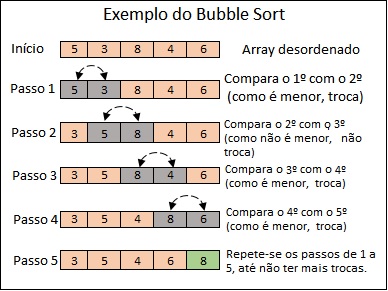 Exemplo do Bubble Sort
Início 5 3 8 4 6 Array desordenado
Passo 1 5 3 8 4 6 Compara o 1º com o 2º
(como é menor, troca)
Passo 2 3 5 8 4 6 Compara o 2º com o 3º
(como não é menor, não
troca)
Passo 3 3 5 8 4 6 Compara o 3º com o 4º
(como é menor, troca)
Passo 4 3 5 4 8 6 Compara o 4º com o 5º
(como é menor, troca)
Passo 5 3 5 4 6 8 Repete-se os passos de 1 a
5, até não ter mais trocas.